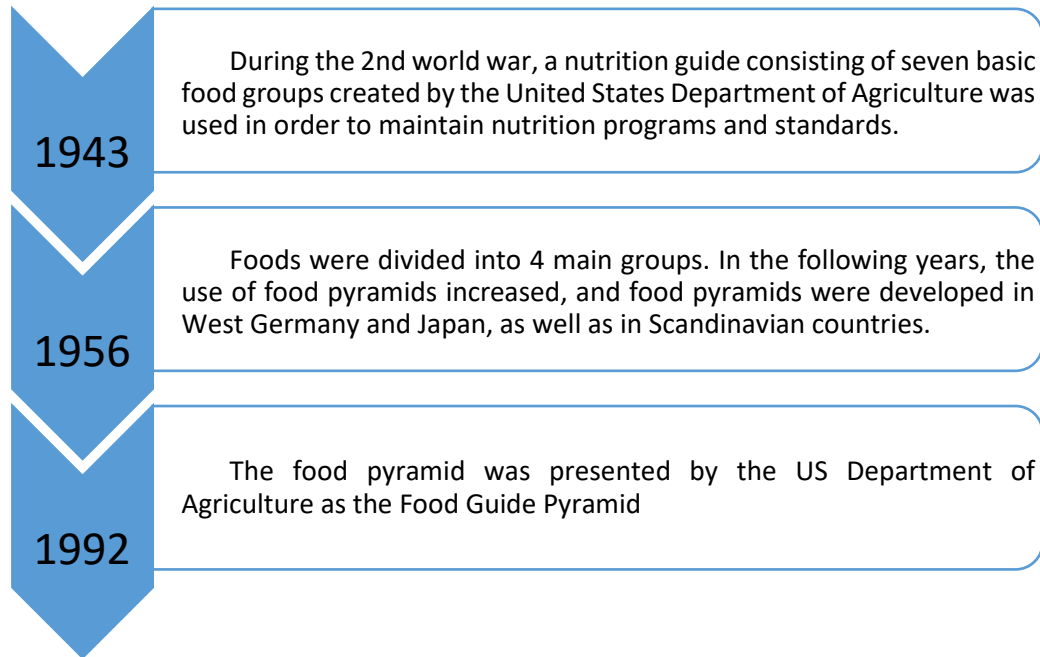 1943
During the 2nd world war, a nutrition guide consisting of seven basic
food groups created by the United States Department of Agriculture was
used in order to maintain nutrition programs and standards.
1956
Foods were divided into 4 main groups. In the following years, the
use of food pyramids increased, and food pyramids were developed in
West Germany and Japan, as well as in Scandinavian countries.
1992
The food pyramid was presented by the US Department of
Agriculture as the Food Guide Pyramid